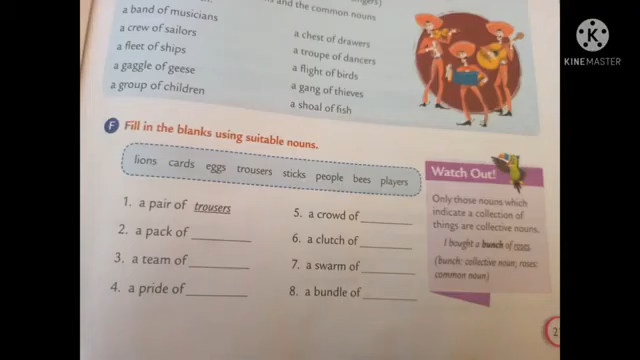 and the common nouns
a band of musicians
a crew of sailors
a fleet of ships
a gaggle of geese
a group of children
a chest of drawers
a troupe of dancers
a flight of birds
a gang of thieves
a shoal of fish
F Fill in the blanks using suitable nouns.
lions cards eggs trousers sticks people bees players
1. a pair of trousers
2. a pack of
3. a team of
4. a pride of
5. a crowd of
6. a clutch of
7. a swarm of
8. a bundle of
Watch Out!
Only those nouns which
indicate a collection of
things are collective nouns.
I bought a bunch of roses.
(bunch: collective noun; roses:
common noun)
K
KINEMASTER